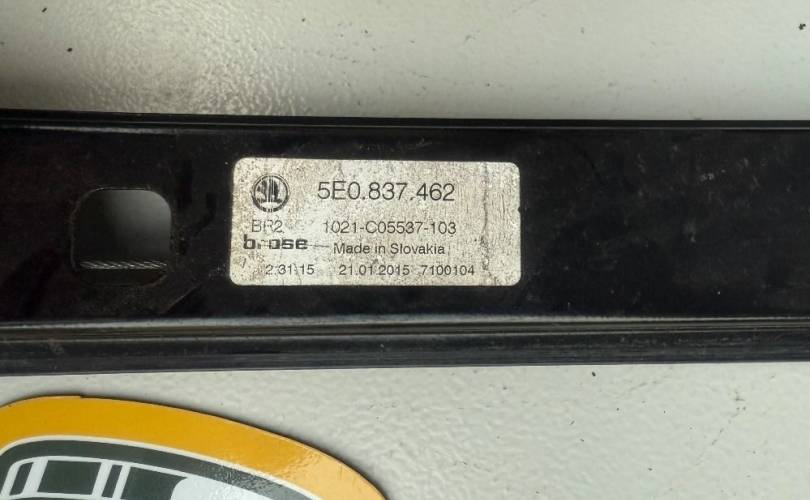 5E0.837.462
BR2 1021-C05537-103
brose Made in Slovakia
2:31:15 21.01.2015 7100104